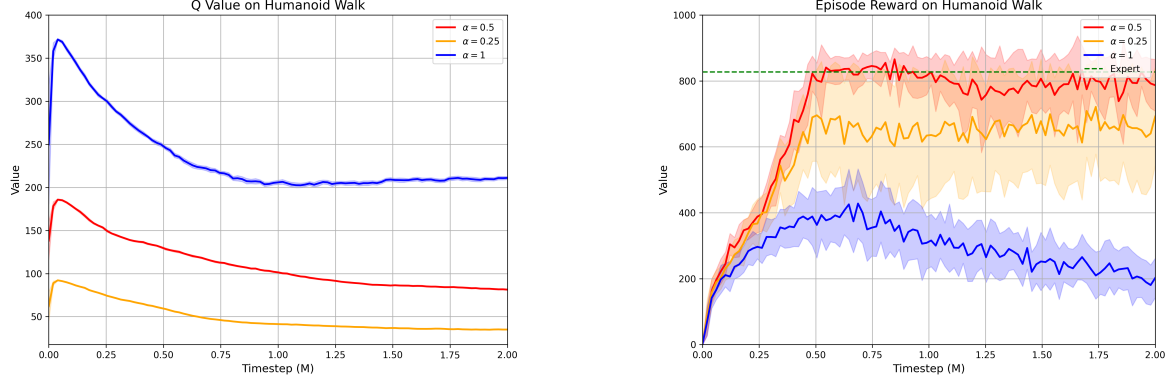 Q Value on Humanoid Walk
400
350
300
250
200
150
100
50
Value
0.00 0.25 0.50 0.75 1.00 1.25 1.50 1.75 2.00
Timestep (M)
α = 0.5
α = 0.25
α = 1
Episode Reward on Humanoid Walk
1000
800
600
400
200
0
Value
0.00 0.25 0.50 0.75 1.00 1.25 1.50 1.75 2.00
Timestep (M)
α = 0.5
α = 0.25
α = 1
Expert